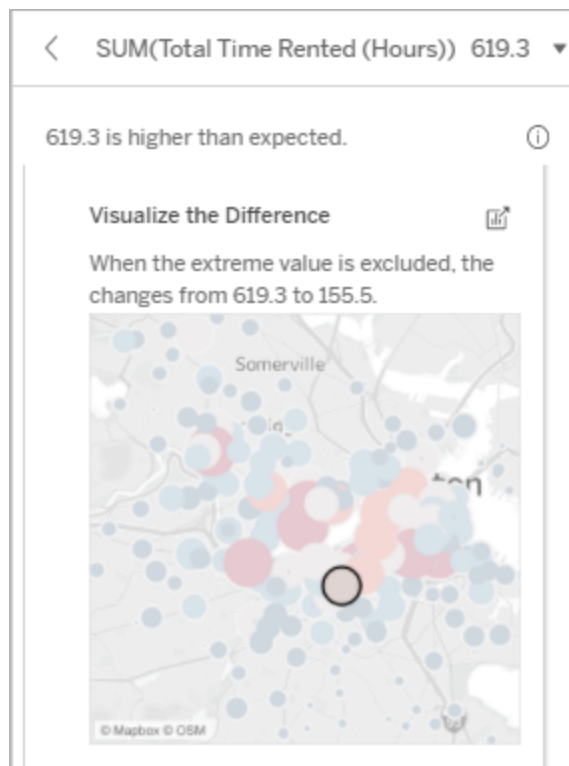 SUM(Total Time Rented (Hours)) 619.3
619.3 is higher than expected.
Visualize the Difference
When the extreme value is excluded, the
changes from 619.3 to 155.5.
Somerville
© Mapbox © OSM